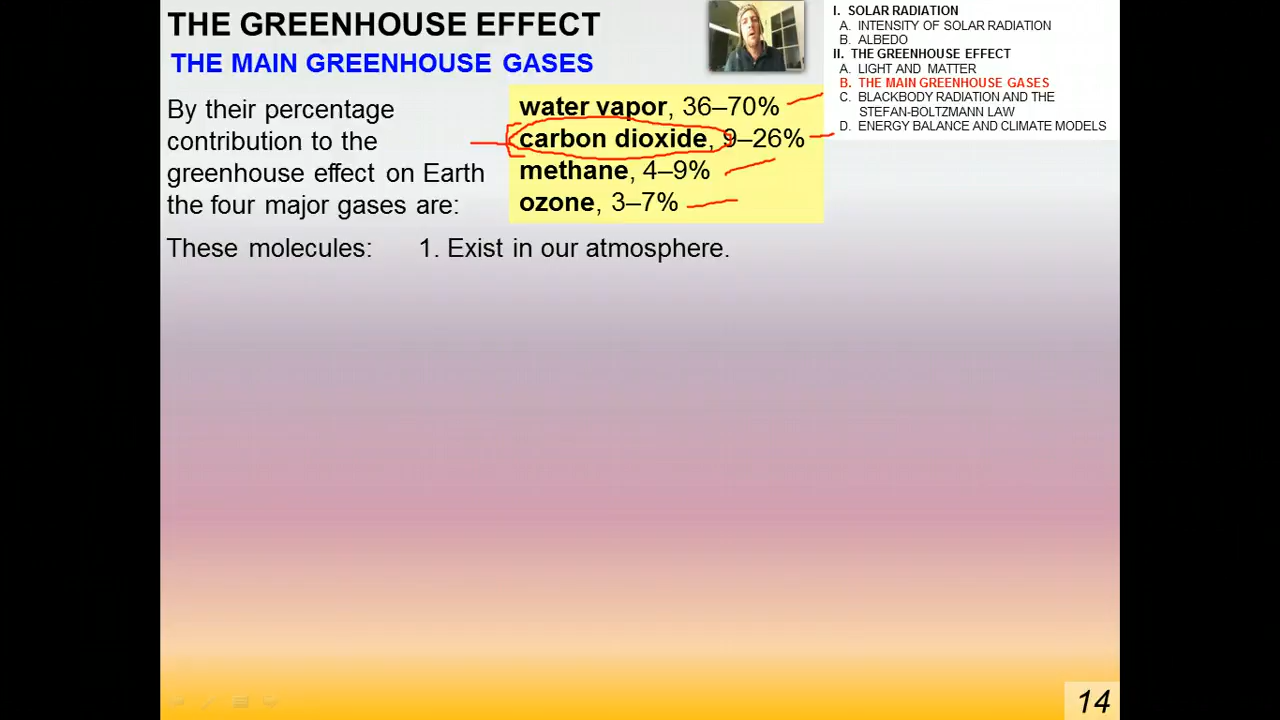 THE GREENHOUSE EFFECT
THE MAIN GREENHOUSE GASES
By their percentage
contribution to the
greenhouse effect on Earth
the four major gases are:
water vapor, 36–70%
carbon dioxide, 9–26%
methane, 4–9%
ozone, 3–7%
These molecules: 1. Exist in our atmosphere.
I. SOLAR RADIATION
A. INTENSITY OF SOLAR RADIATION
B. ALBEDO
II. THE GREENHOUSE EFFECT
A. LIGHT AND MATTER
B. THE MAIN GREENHOUSE GASES
C. BLACKBODY RADIATION AND THE
STEFAN-BOLTZMANN LAW
D. ENERGY BALANCE AND CLIMATE MODELS
14